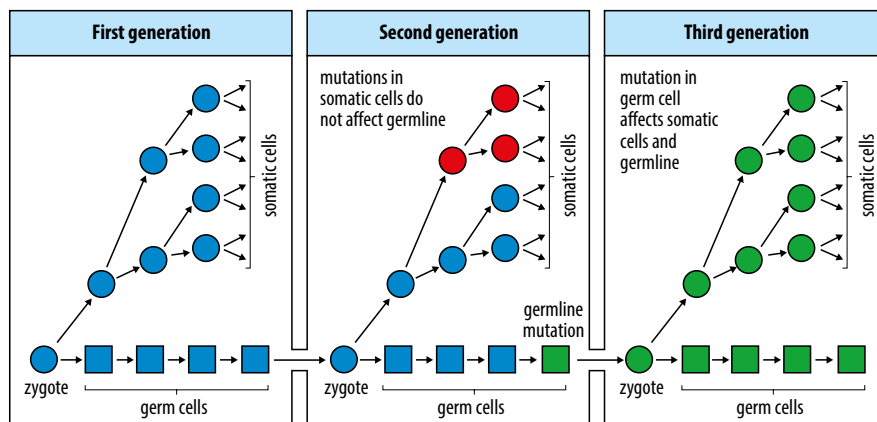 First generation
somatic cells
zygote
germ cells
Second generation
mutations in
somatic cells do
not affect germline
somatic cells
germline
mutation
zygote
germ cells
Third generation
mutation in
germ cell
affects somatic
cells and
germline
somatic cells
zygote
germ cells